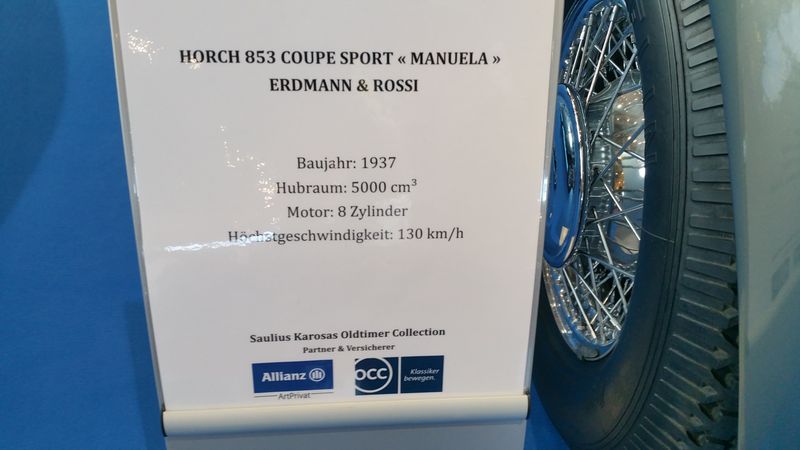 HORCH 853 COUPE SPORT « MANUELA »
ERDMANN & ROSSI
Baujahr: 1937
Hubraum: 5000 cm³
Motor: 8 Zylinder
Höchstgeschwindigkeit: 130 km/h
Saulius Karosas Oldtimer Collection
Partner & Versicherer
Allianz
ArtPrivat
OCC
Klassiker
bewegen.